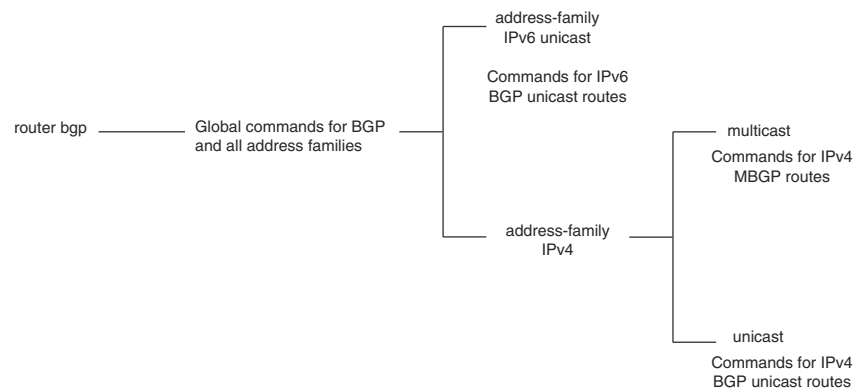 router bgp
Global commands for BGP
and all address families
address-family
IPv6 unicast
Commands for IPv6
BGP unicast routes
address-family
IPv4
multicast
Commands for IPv4
MBGP routes
unicast
Commands for IPv4
BGP unicast routes